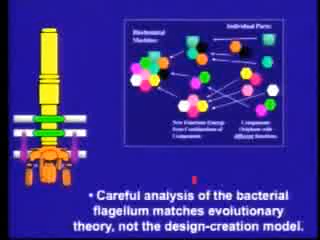 Individual Parts:
Biochemical
Machine:
New Functions Emerge
from Combinations of
Components
Components
Originate with
different functions.
• Careful analysis of the bacterial
flagellum matches evoiutionary
theory, not the design-creation model.